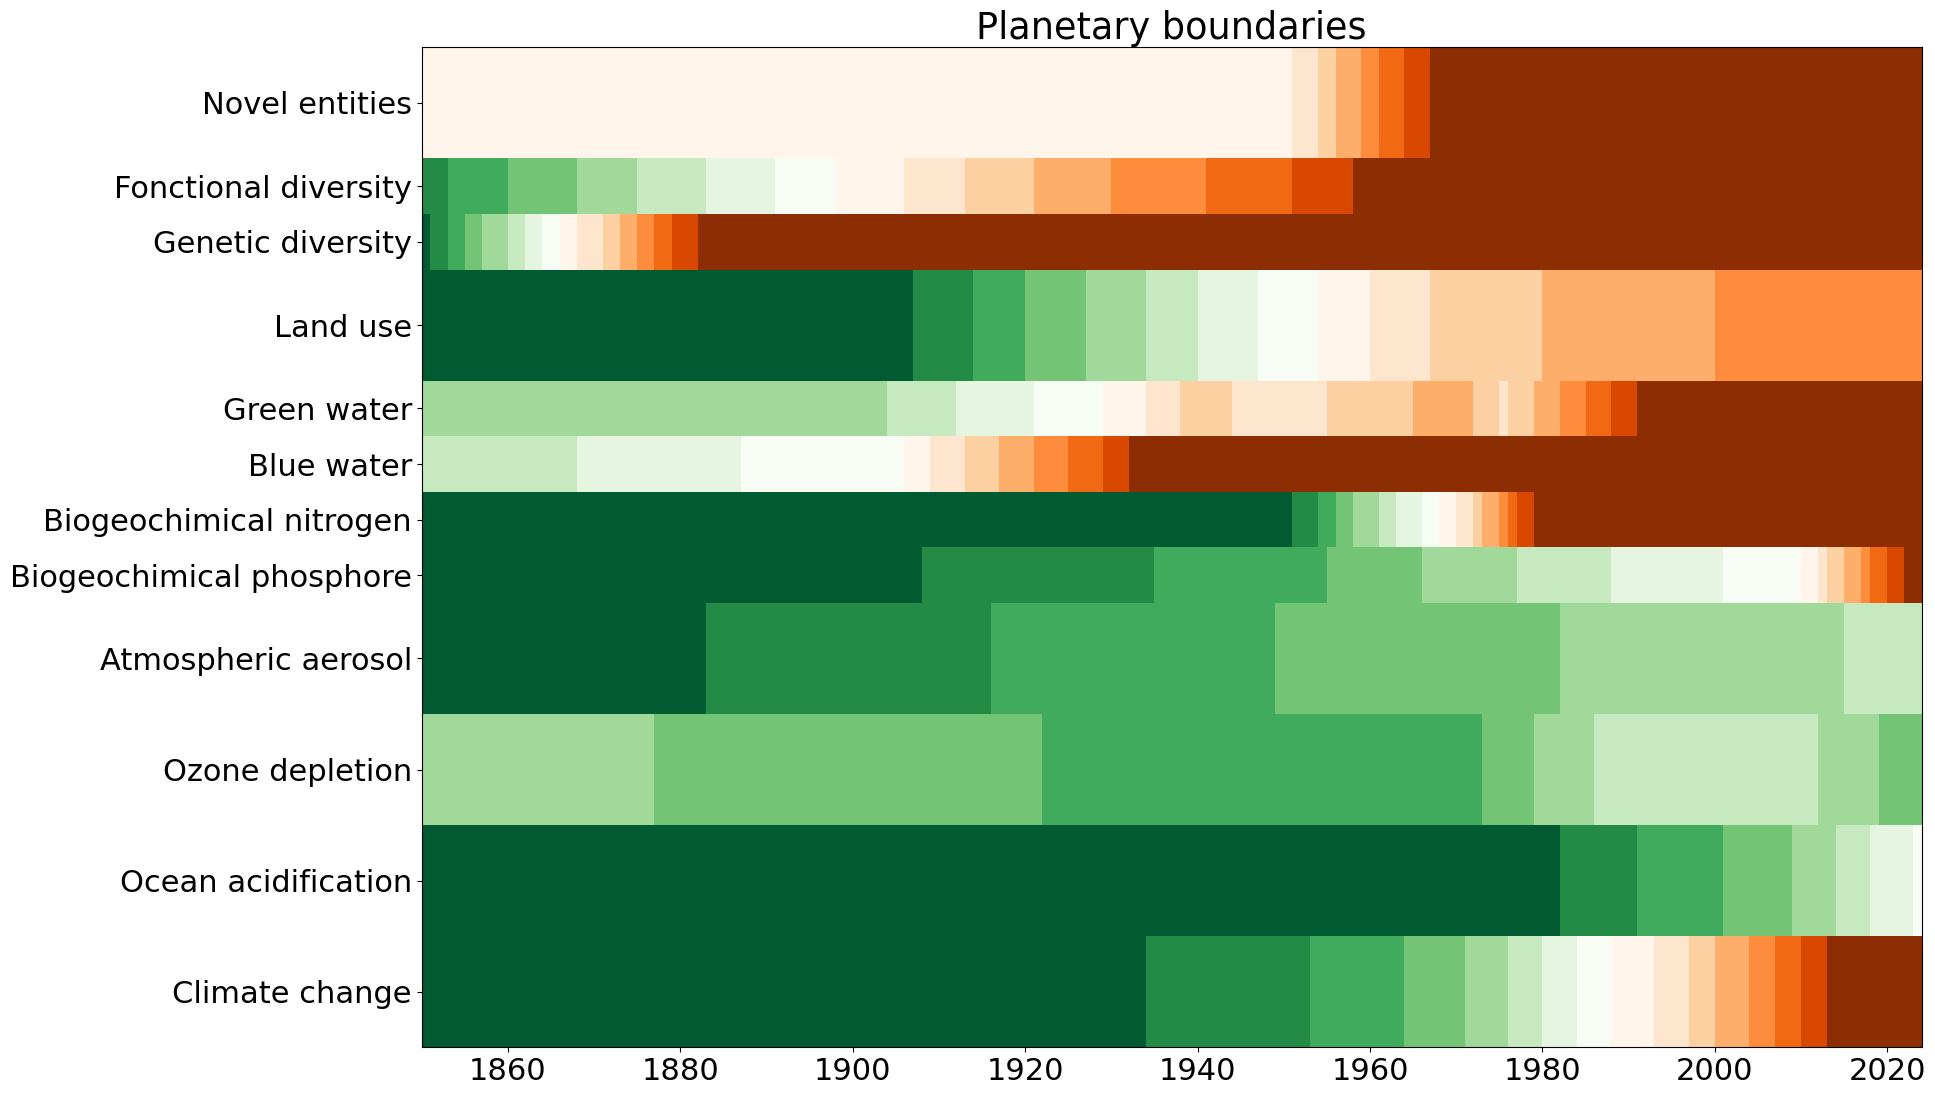 Planetary boundaries
Novel entities
Fonctional diversity
Genetic diversity
Land use
Green water
Blue water
Biogeochimical nitrogen
Biogeochimical phosphore
Atmospheric aerosol
Ozone depletion
Ocean acidification
Climate change
1860 1880 1900 1920 1940 1960 1980 2000 2020